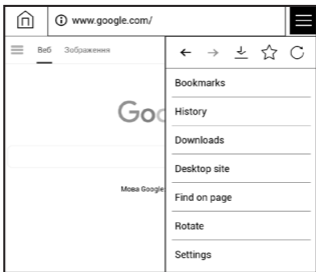 www.google.com/
Веб Зображення
Goo
Bookmarks
History
Downloads
Desktop site
Мова Google:
Find on page
Rotate
Settings